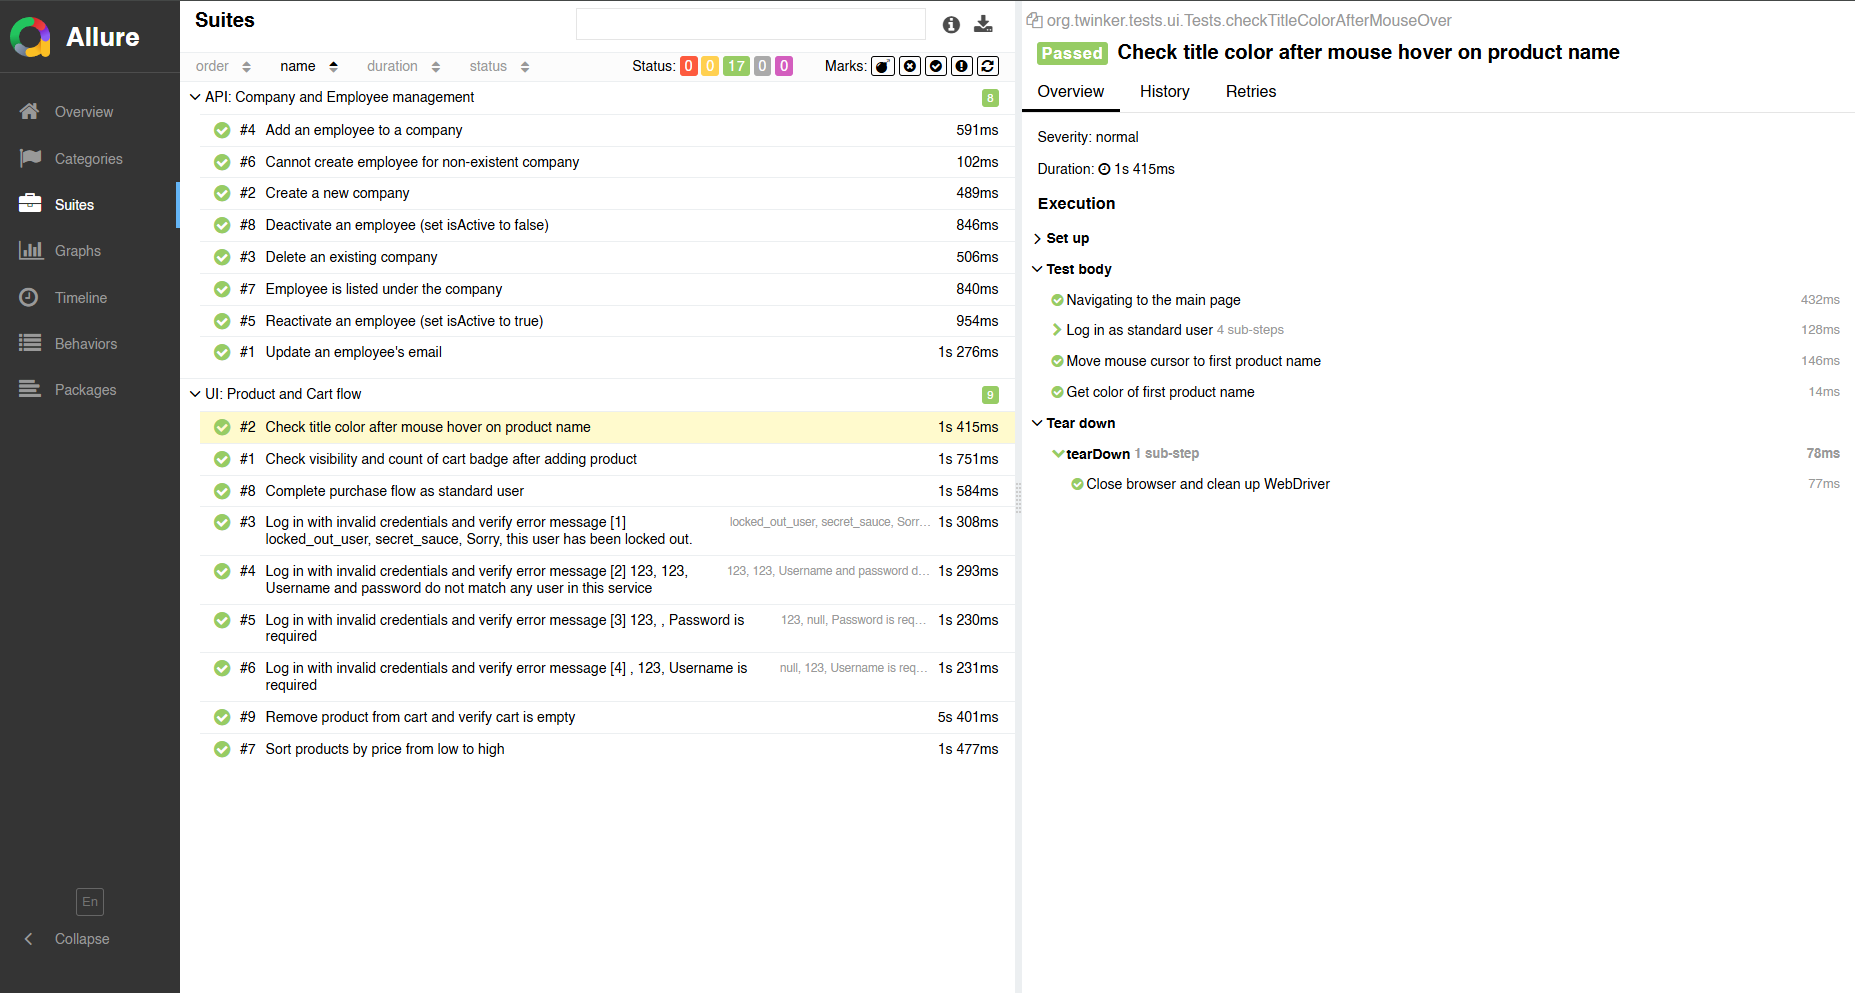 Allure
Overview
Categories
Suites
Graphs
Timeline
Behaviors
Packages
En
Collapse
Suites
order name duration status Status: 0 0 17 0 0 Marks:
API: Company and Employee management 8
#4 Add an employee to a company 591ms
#6 Cannot create employee for non-existent company 102ms
#2 Create a new company 489ms
#8 Deactivate an employee (set isActive to false) 846ms
#3 Delete an existing company 506ms
#7 Employee is listed under the company 840ms
#5 Reactivate an employee (set isActive to true) 954ms
#1 Update an employee's email 1s 276ms
UI: Product and Cart flow 9
#2 Check title color after mouse hover on product name 1s 415ms
#1 Check visibility and count of cart badge after adding product 1s 751ms
#8 Complete purchase flow as standard user 1s 584ms
#3 Log in with invalid credentials and verify error message [1] locked_out_user, secret_sauce, Sorr... 1s 308ms
locked_out_user, secret_sauce, Sorry, this user has been locked out.
#4 Log in with invalid credentials and verify error message [2] 123, 123, 123, 123, Username and password d... 1s 293ms
Username and password do not match any user in this service
#5 Log in with invalid credentials and verify error message [3] 123, , Password is 123, null, Password is req... 1s 230ms
required
#6 Log in with invalid credentials and verify error message [4] , 123, Username is null, 123, Username is req... 1s 231ms
required
#9 Remove product from cart and verify cart is empty 5s 401ms
#7 Sort products by price from low to high 1s 477ms
org.twinker.tests.ui.Tests.checkTitleColorAfterMouseOver
Passed Check title color after mouse hover on product name
Overview History Retries
Severity: normal
Duration: 1s 415ms
Execution
Set up
Test body
Navigating to the main page 432ms
Log in as standard user 4 sub-steps 128ms
Move mouse cursor to first product name 146ms
Get color of first product name 14ms
Tear down
tearDown 1 sub-step 78ms
Close browser and clean up WebDriver 77ms